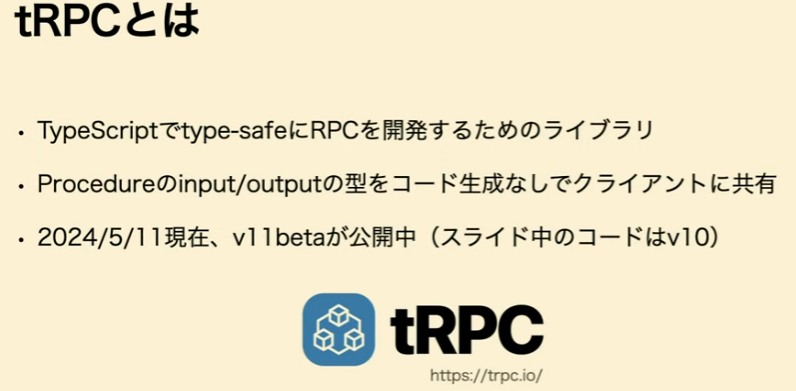 tRPCとは
・TypeScriptでtype-safeにRPCを開発するためのライブラリ
・Procedureのinput/outputの型をコード生成なしでクライアントに共有
・2024/5/11現在、v11betaが公開中（スライド中のコードはv10）
tRPC
https://trpc.io/